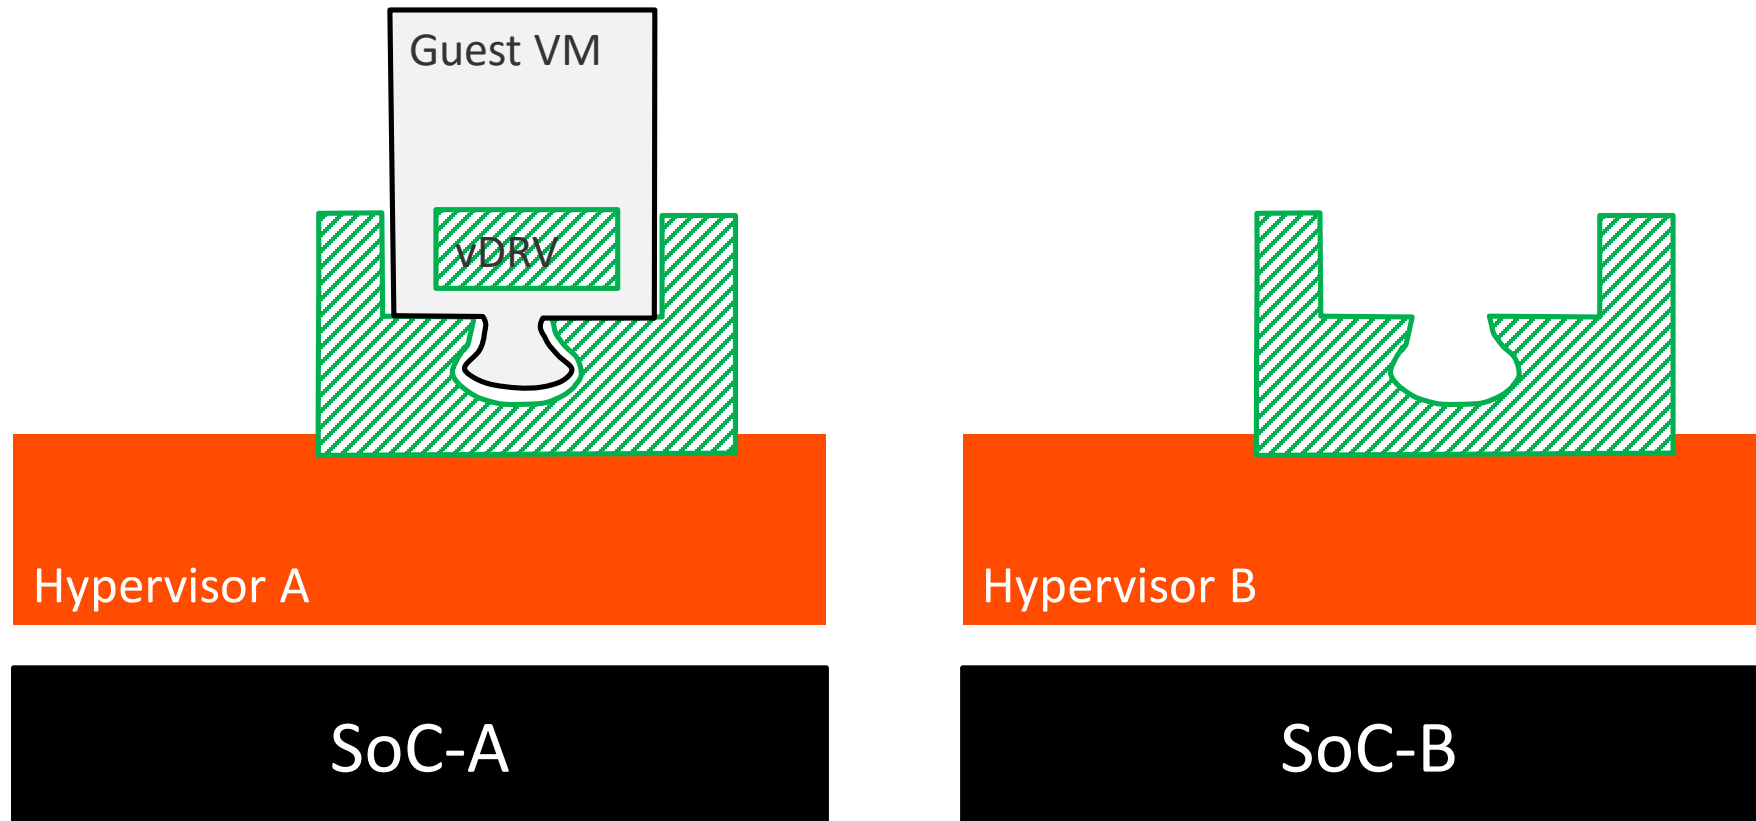 Guest VM
vDRV
Hypervisor A
Hypervisor B
SoC-A
SoC-B